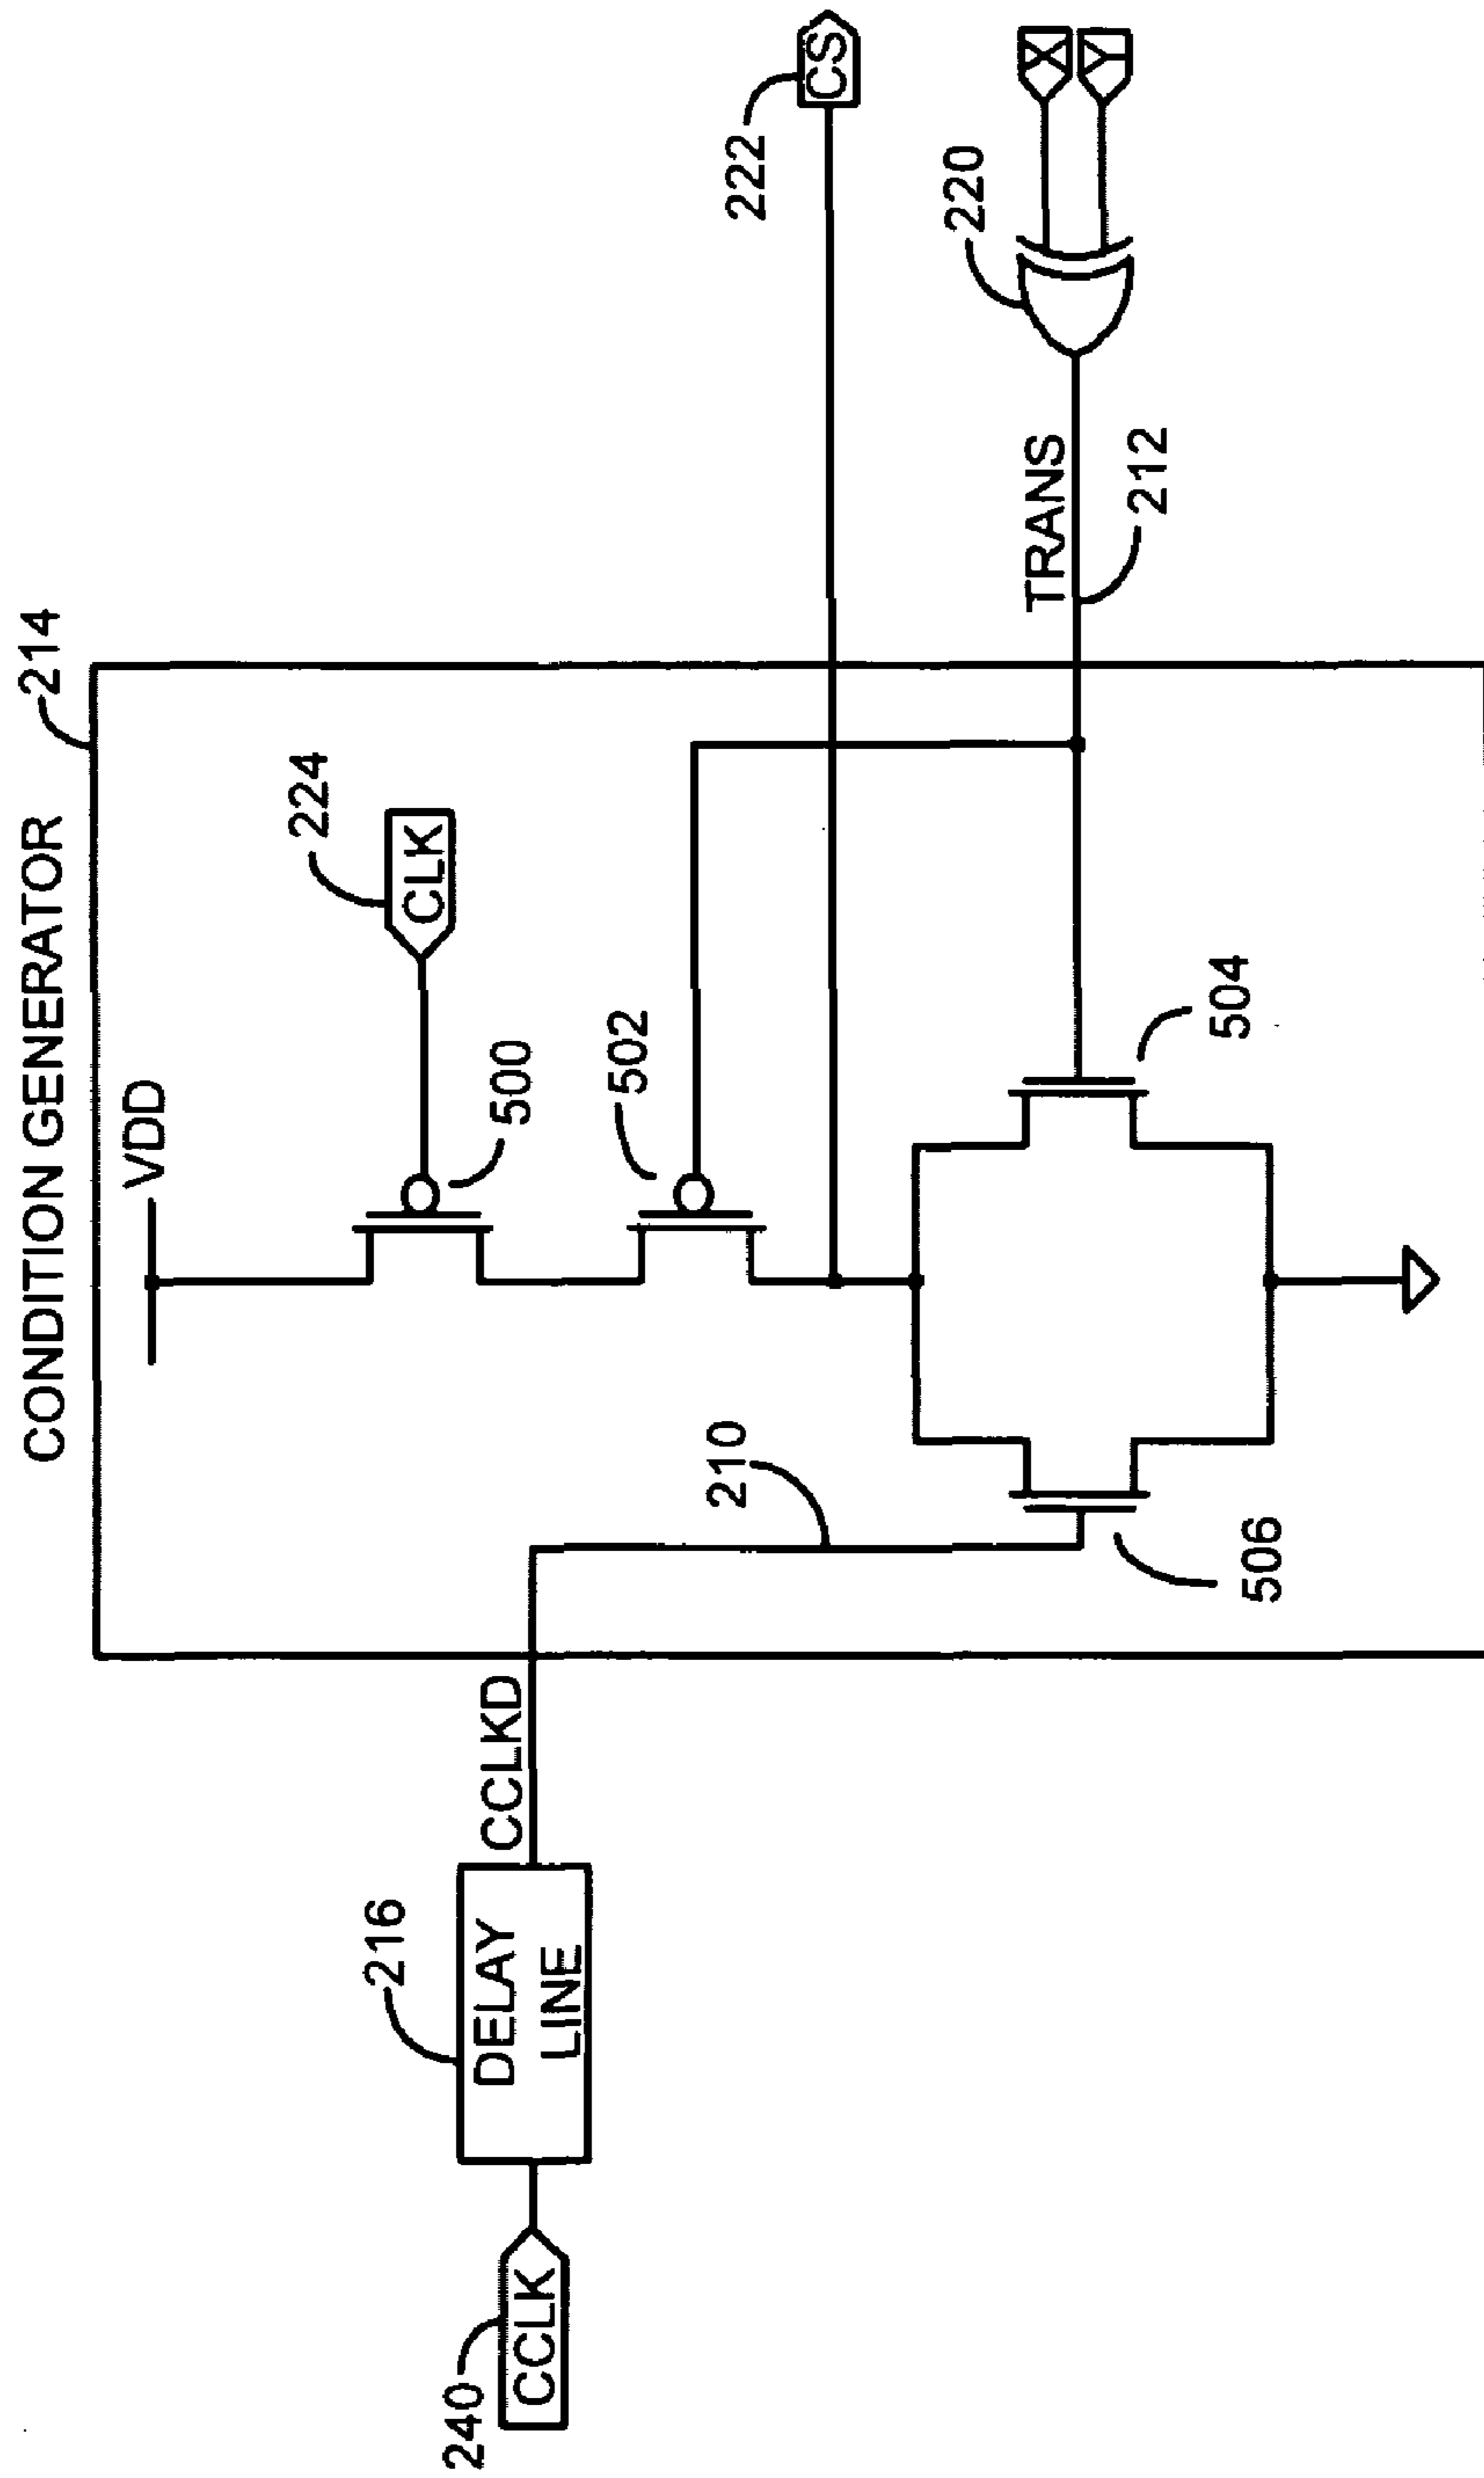 CONDITION GENERATOR
214
VDD
CLK
224
500
502
CS
222
X
Y
220
TRANS
212
504
506
210
CCLKD
DELAY
LINE
216
CCLK
240